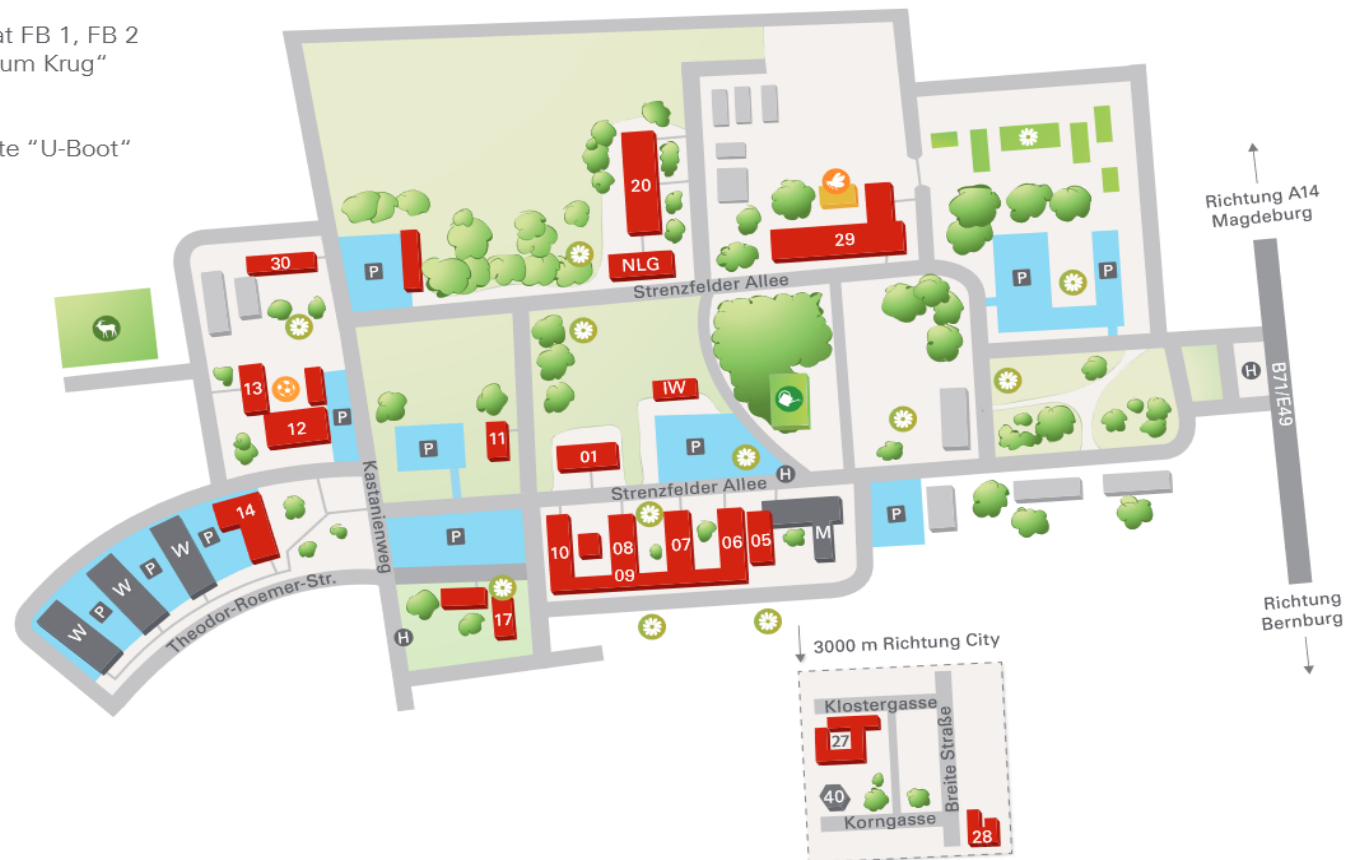 at FB 1, FB 2
um Krug“
te “U-Boot“
Richtung A14
Magdeburg
20
29
NLG
30
P
P
P
Strenzfelder Allee
H
B71/E49
13
12
P
IW
11
P
01
P
H
Kastanienweg
Strenzfelder Allee
14
P
W
P
W
P
W
P
P
M
10
08
07
06
05
09
Theodor-Roemer-Str.
17
H
Richtung
Bernburg
3000 m Richtung City
Klostergasse
27
Breite Straße
40
Korngasse
28